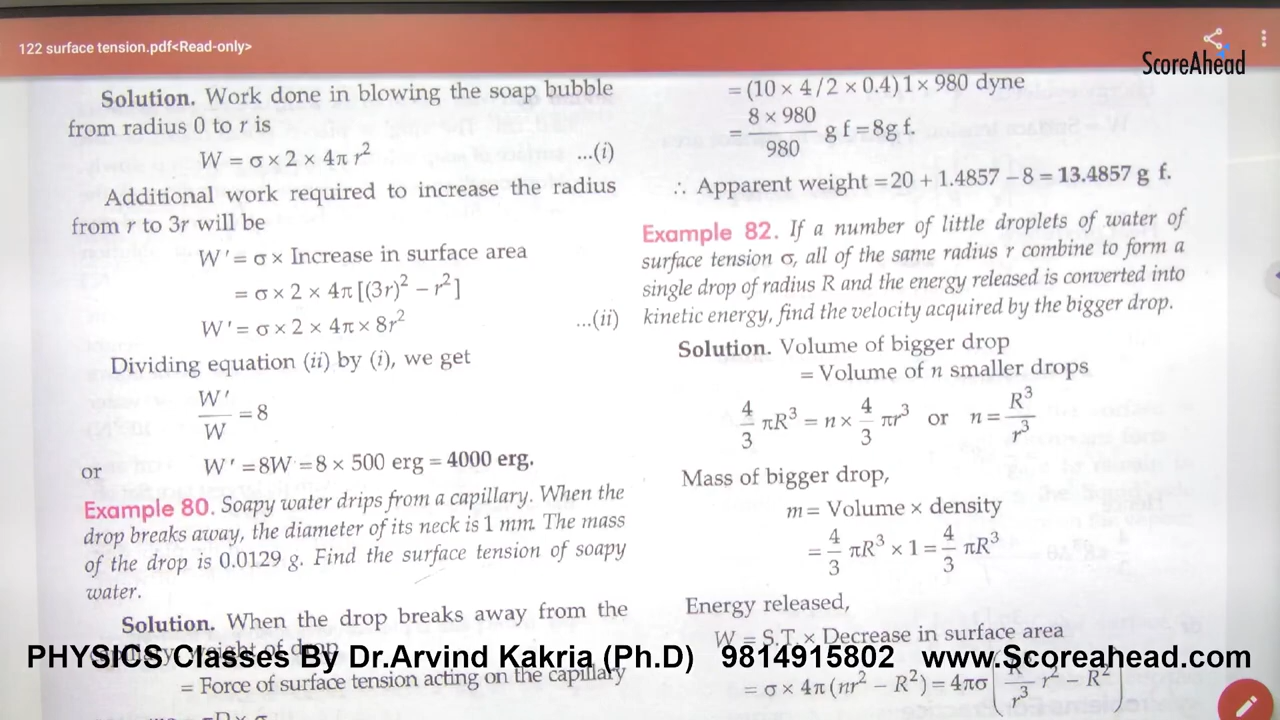 122 surface tension.pdf<Read-only>
ScoreAhead
Solution. Work done in blowing the soap bubble
from radius 0 to r is
W = σ × 2 × 4π r² ...(i)
Additional work required to increase the radius
from r to 3r will be
W' = σ × Increase in surface area
= σ × 2 × 4π [(3r)² − r²]
W' = σ × 2 × 4π × 8r² ...(ii)
Dividing equation (ii) by (i), we get
W'/W = 8
or W' = 8W = 8 × 500 erg = 4000 erg.
Example 80. Soapy water drips from a capillary. When the
drop breaks away, the diameter of its neck is 1 mm. The mass
of the drop is 0.0129 g. Find the surface tension of soapy
water.
Solution. When the drop breaks away from the
capillary, weight of drop
= Force of surface tension acting on the capillary
= (10 × 4 / 2 × 0.4) 1 × 980 dyne
= 8 × 980 / 980 g f = 8g f.
∴ Apparent weight = 20 + 1.4857 − 8 = 13.4857 g f.
Example 82. If a number of little droplets of water of
surface tension σ, all of the same radius r combine to form a
single drop of radius R and the energy released is converted into
kinetic energy, find the velocity acquired by the bigger drop.
Solution. Volume of bigger drop
= Volume of n smaller drops
4/3 πR³ = n × 4/3 πr³ or n = R³/r³
Mass of bigger drop,
m = Volume × density
= 4/3 πR³ × 1 = 4/3 πR³
Energy released,
W = S.T. × Decrease in surface area
= σ × 4π (nr² − R²) = 4πσ (R³/r³ r² − R²)
PHYSICS Classes By Dr.Arvind Kakria (Ph.D) 9814915802 www.Scoreahead.com